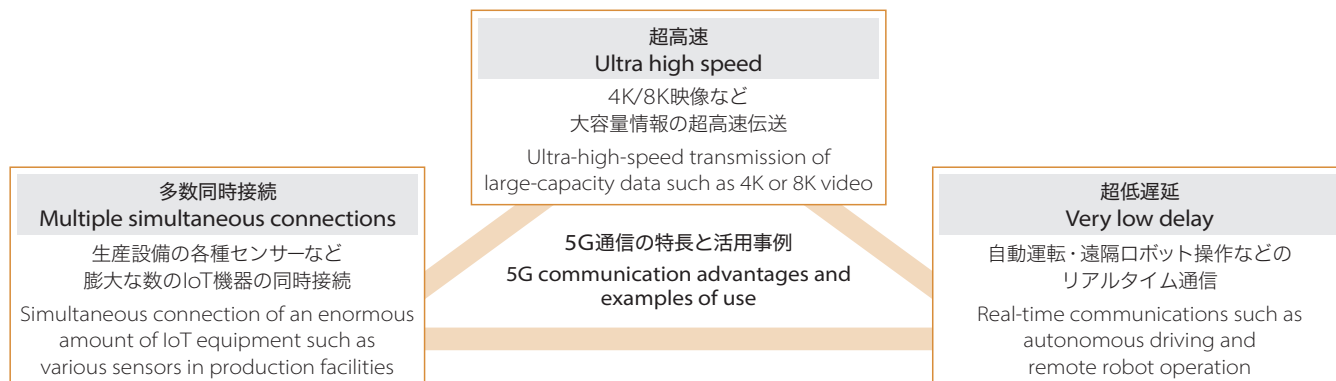 超高速
Ultra high speed
4K/8K映像など
大容量情報の超高速伝送
Ultra-high-speed transmission of
large-capacity data such as 4K or 8K video
多数同時接続
Multiple simultaneous connections
生産設備の各種センサーなど
膨大な数のIoT機器の同時接続
Simultaneous connection of an enormous
amount of IoT equipment such as
various sensors in production facilities
5G通信の特長と活用事例
5G communication advantages and
examples of use
超低遅延
Very low delay
自動運転・遠隔ロボット操作などの
リアルタイム通信
Real-time communications such as
autonomous driving and
remote robot operation